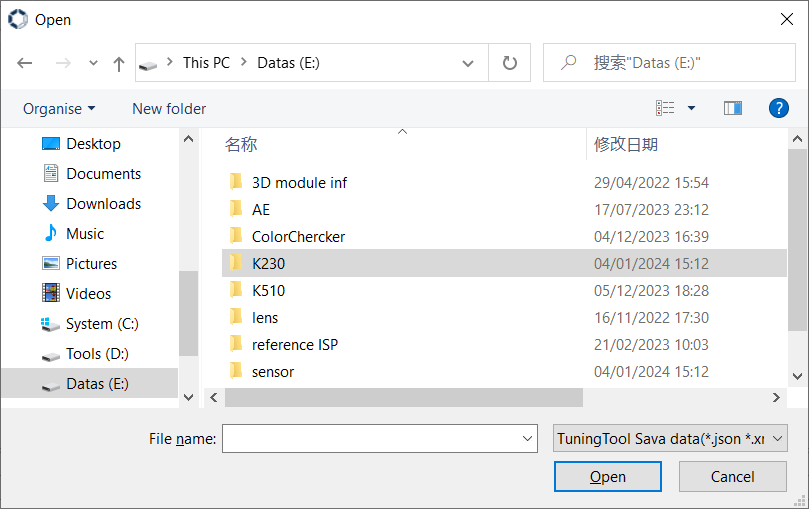 Open
This PC > Datas (E:)
搜索"Datas (E:)"
Organise
New folder
?
名称 修改日期
Desktop
Documents
Downloads
Music
Pictures
Videos
System (C:)
Tools (D:)
Datas (E:)
3D module inf 29/04/2022 15:54
AE 17/07/2023 23:12
ColorChercker 04/12/2023 16:39
K230 04/01/2024 15:12
K510 05/12/2023 18:28
lens 16/11/2022 17:30
reference ISP 21/02/2023 10:03
sensor 04/01/2024 15:12
File name:
TuningTool Sava data(*.json *.xr
Open
Cancel